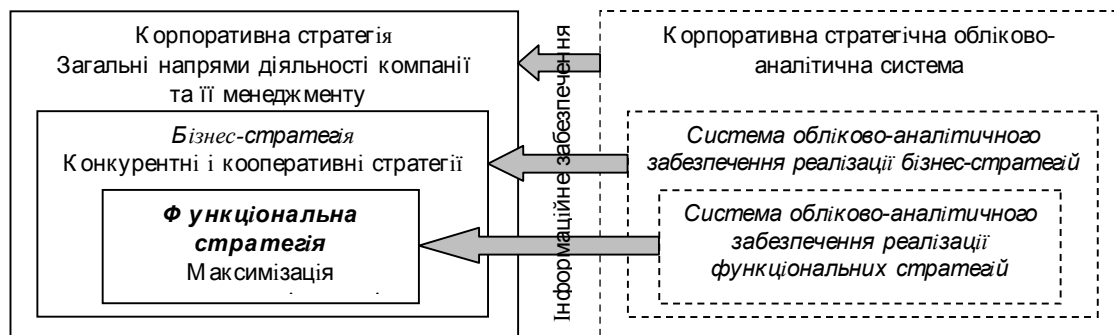 Корпоративна стратегія
Загальні напрями діяльності компанії
та її менеджменту
Бізнес-стратегія
Конкурентні і кооперативні стратегії
Функціональна
стратегія
Максимізація
Інформаційне забезпечення
Корпоративна стратегічна обліково-
аналітична система
Система обліково-аналітичного
забезпечення реалізації бізнес-стратегій
Система обліково-аналітичного
забезпечення реалізації
функціональних стратегій